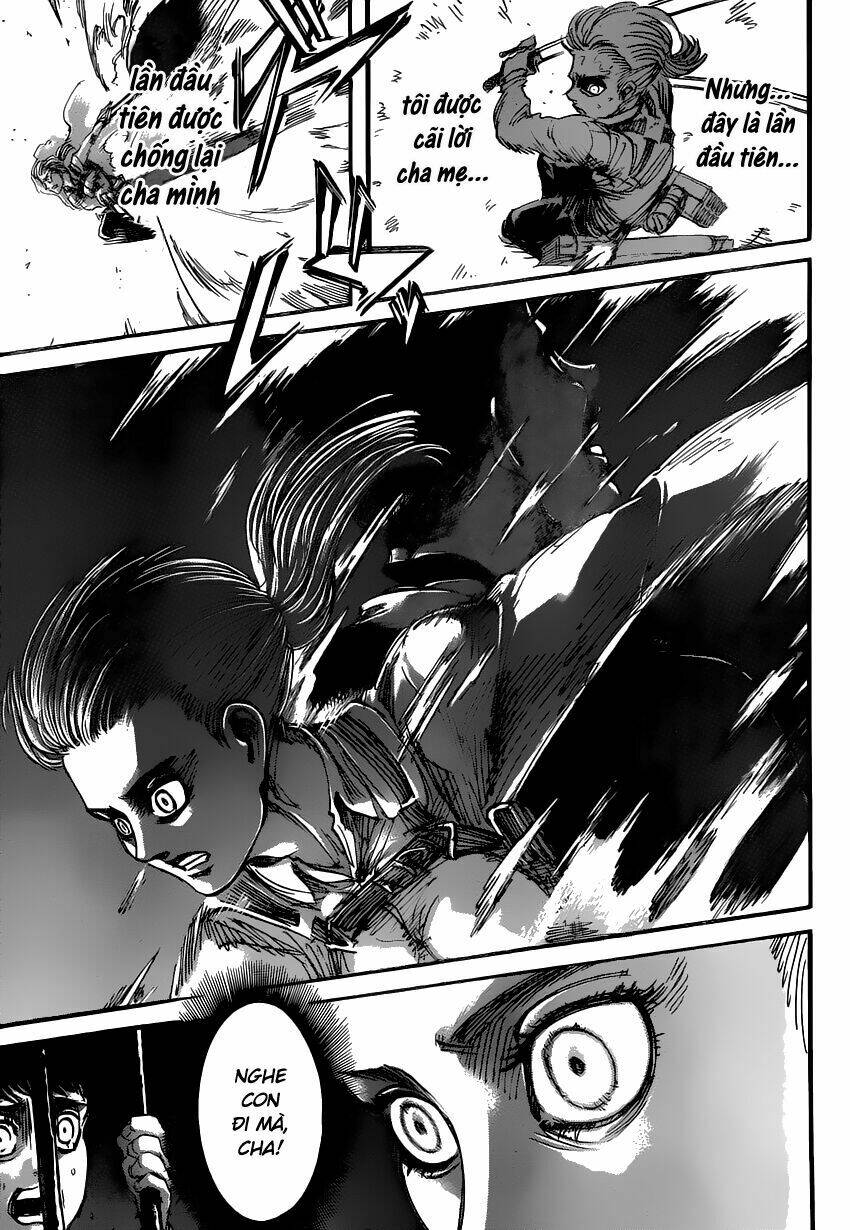 Nhưng...
đây là lần
đầu tiên...
tôi được
cãi lời
cha mẹ...
lần đầu
tiên được
chống lại
cha mình
NGHE
CON
ĐI MÀ,
CHA!